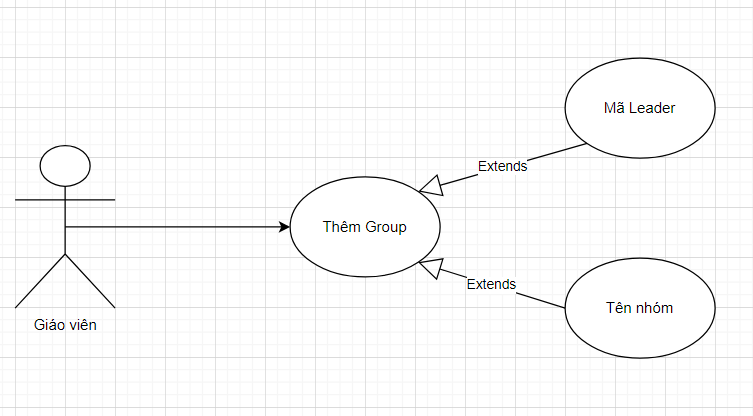 Mã Leader
Extends
Thêm Group
Extends
Tên nhóm
Giáo viên